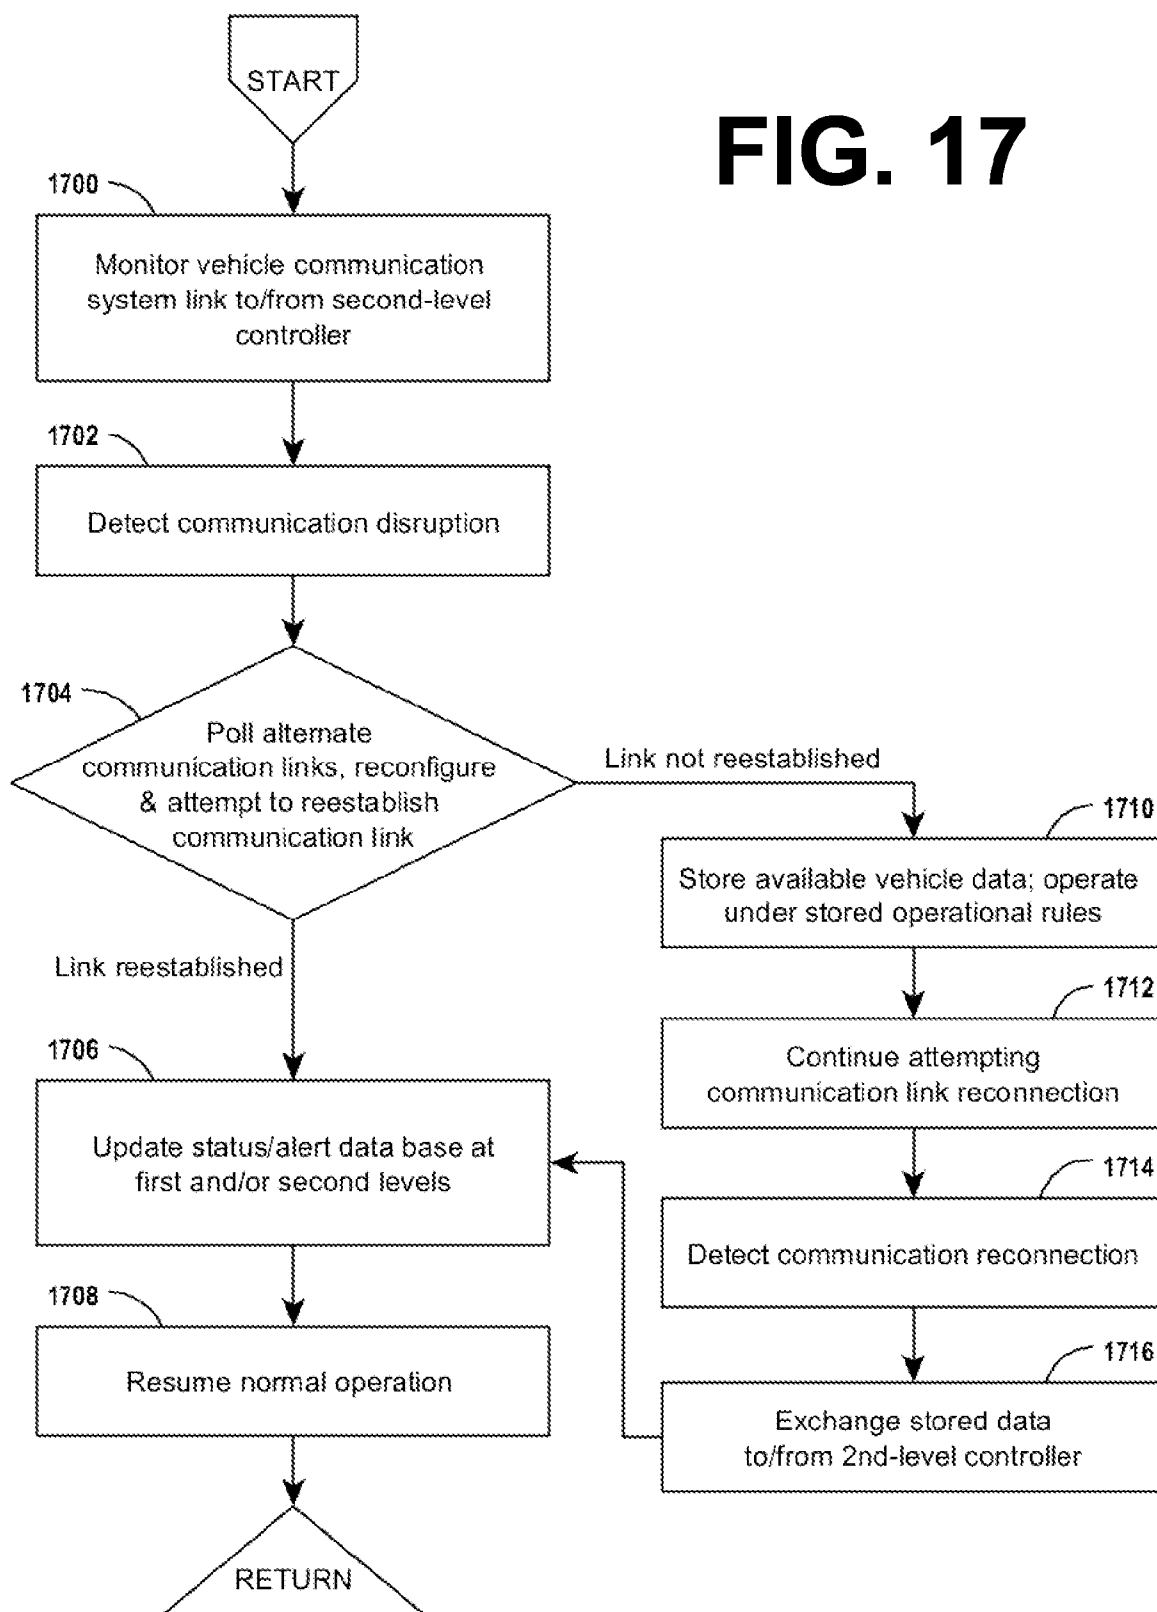 START
FIG. 17
1700
Monitor vehicle communication
system link to/from second-level
controller
1702
Detect communication disruption
1704
Poll alternate
communication links, reconfigure
& attempt to reestablish
communication link
Link not reestablished
Link reestablished
1706
Update status/alert data base at
first and/or second levels
1708
Resume normal operation
RETURN
1710
Store available vehicle data; operate
under stored operational rules
1712
Continue attempting
communication link reconnection
1714
Detect communication reconnection
1716
Exchange stored data
to/from 2nd-level controller